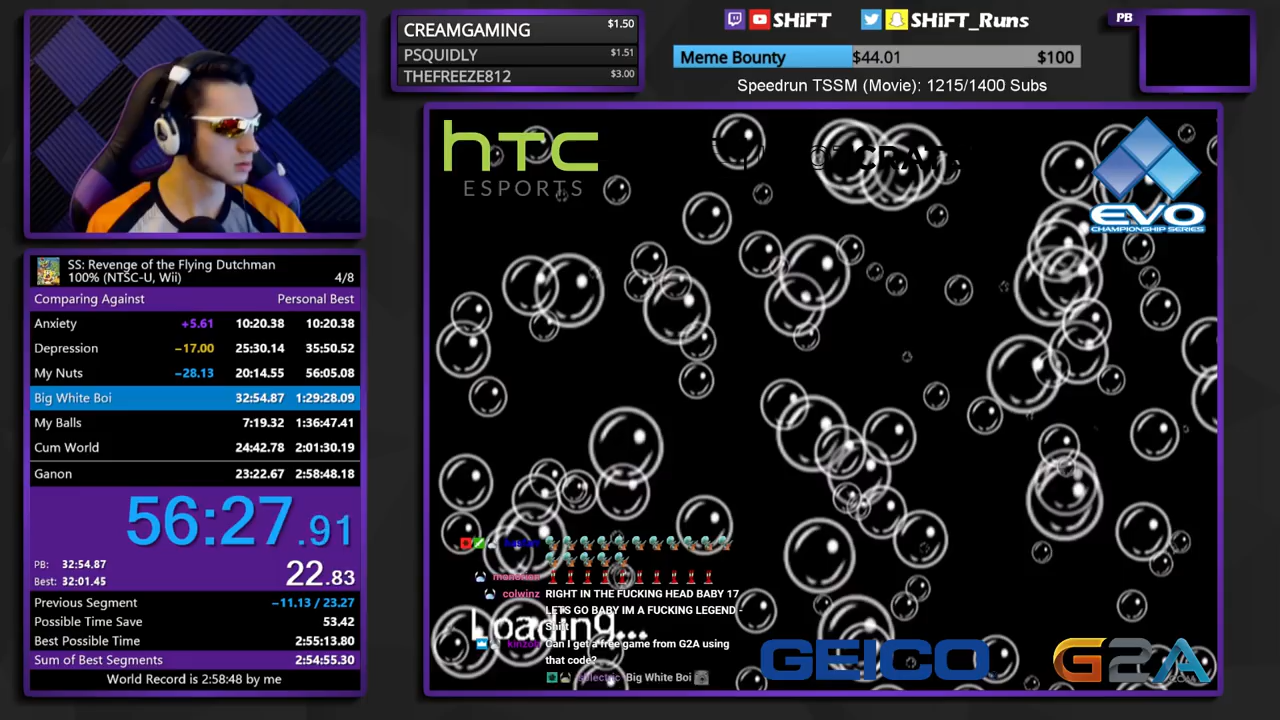 CREAMGAMING $1.50
PSQUIDLY $1.51
THEFREEZE812 $3.00
SHiFT SHiFT_Runs
Meme Bounty $44.01 $100
Speedrun TSSM (Movie): 1215/1400 Subs
PB
SS: Revenge of the Flying Dutchman
100% (NTSC-U, Wii) 4/8
Comparing Against Personal Best
Anxiety +5.61 10:20.38 10:20.38
Depression −17.00 25:30.14 35:50.52
My Nuts −28.13 20:14.55 56:05.08
Big White Boi 32:54.87 1:29:28.09
My Balls 7:19.32 1:36:47.41
Cum World 24:42.78 2:01:30.19
Ganon 23:22.67 2:58:48.18
56:27.91
PB: 32:54.87
Best: 32:01.45
22.83
Previous Segment −11.13 / 23.27
Possible Time Save 53.42
Best Possible Time 2:55:13.80
Sum of Best Segments 2:54:55.30
World Record is 2:58:48 by me
hTC
ESPORTS
CRATE
EVO
CHAMPIONSHIP SERIES
colwinz RIGHT IN THE FUCKING HEAD BABY 17
LETS GO BABY IM A FUCKING LEGEND -
Shift
Loading...
Can I get a free game from G2A using
that code?
Big White Boi
GEICO
G2A